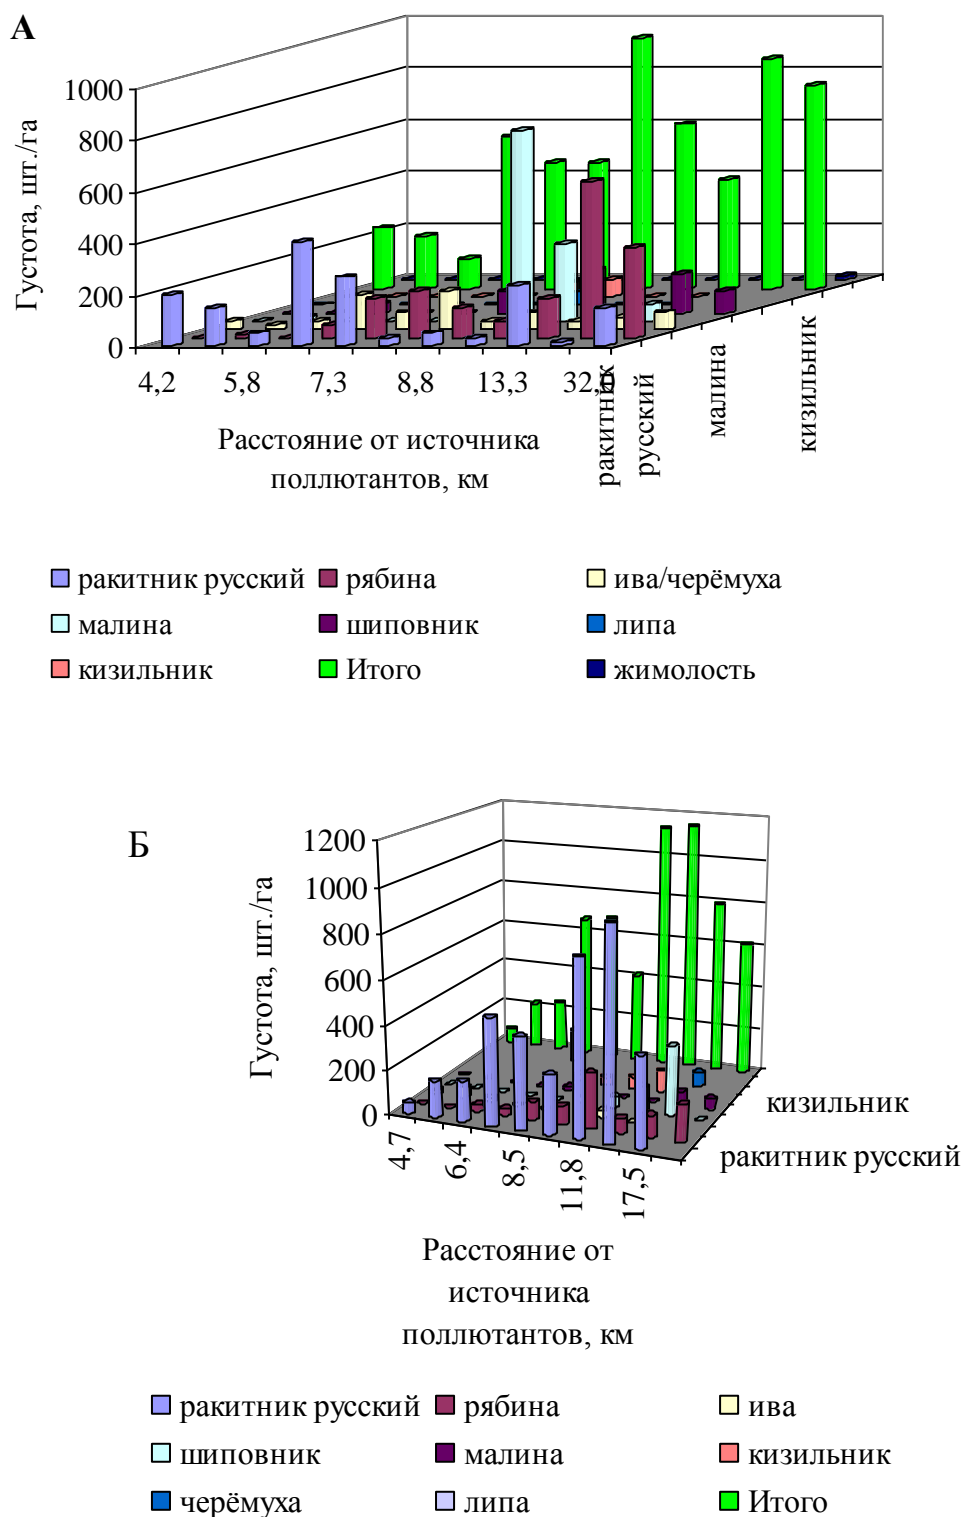 А
1000
800
600
400
200
0
Густота, шт./га
4,2 5,8 7,3 8,8 13,3 32,0
ракитник
русский
малина
кизильник
Расстояние от источника
поллютантов, км
ракитник русский рябина ива/черёмуха
малина шиповник липа
кизильник Итого жимолость
Б
1200
1000
800
600
400
200
0
Густота, шт./га
4,7 6,4 8,5 11,8 17,5
кизильник
ракитник русский
Расстояние от
источника
поллютантов, км
ракитник русский рябина ива
шиповник малина кизильник
черёмуха липа Итого